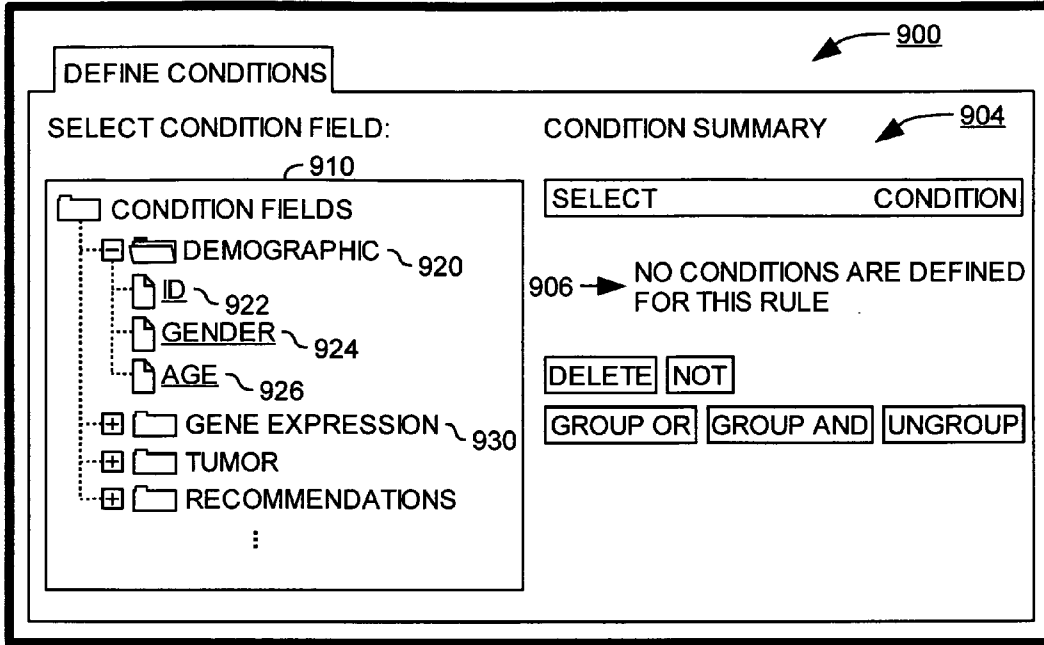 900
DEFINE CONDITIONS
SELECT CONDITION FIELD:
910
CONDITION FIELDS
DEMOGRAPHIC 920
ID 922
GENDER 924
AGE 926
GENE EXPRESSION 930
TUMOR
RECOMMENDATIONS
CONDITION SUMMARY 904
SELECT CONDITION
906 NO CONDITIONS ARE DEFINED
FOR THIS RULE
DELETE NOT
GROUP OR GROUP AND UNGROUP